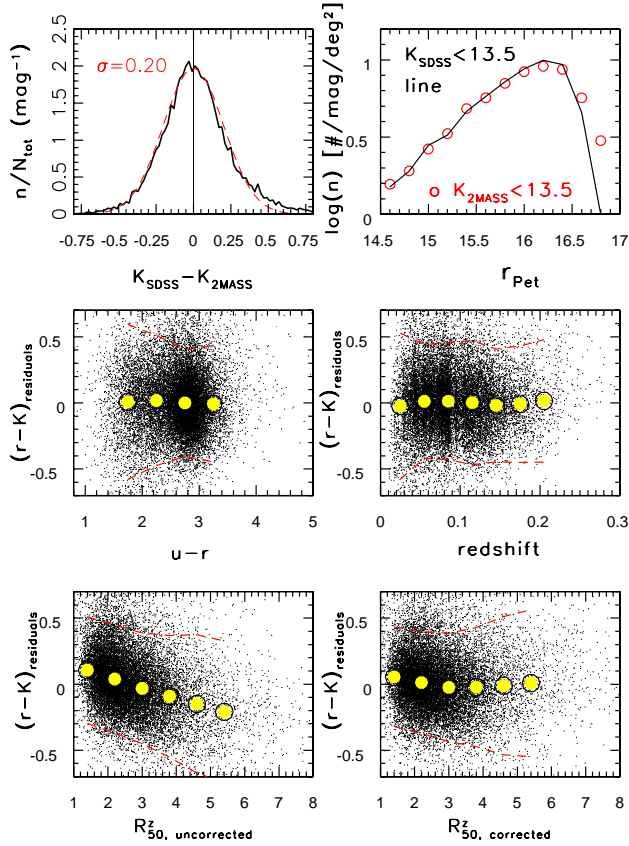 2.5
2
1.5
1
0.5
0
n/N_tot (mag⁻¹)
σ=0.20
-0.75 -0.5 -0.25 0 0.25 0.5 0.75
K_SDSS−K_2MASS
1
0.5
0
log(n) [#/mag/deg²]
K_SDSS<13.5
line
o K_2MASS<13.5
14.5 15 15.5 16 16.5 17
r_Pet
0.5
0
-0.5
(r−K)_residuals
1 2 3 4 5
u−r
0.5
0
-0.5
(r−K)_residuals
0 0.1 0.2 0.3
redshift
0.5
0
-0.5
(r−K)_residuals
1 2 3 4 5 6 7 8
R^z_50, uncorrected
0.5
0
-0.5
(r−K)_residuals
1 2 3 4 5 6 7 8
R^z_50, corrected